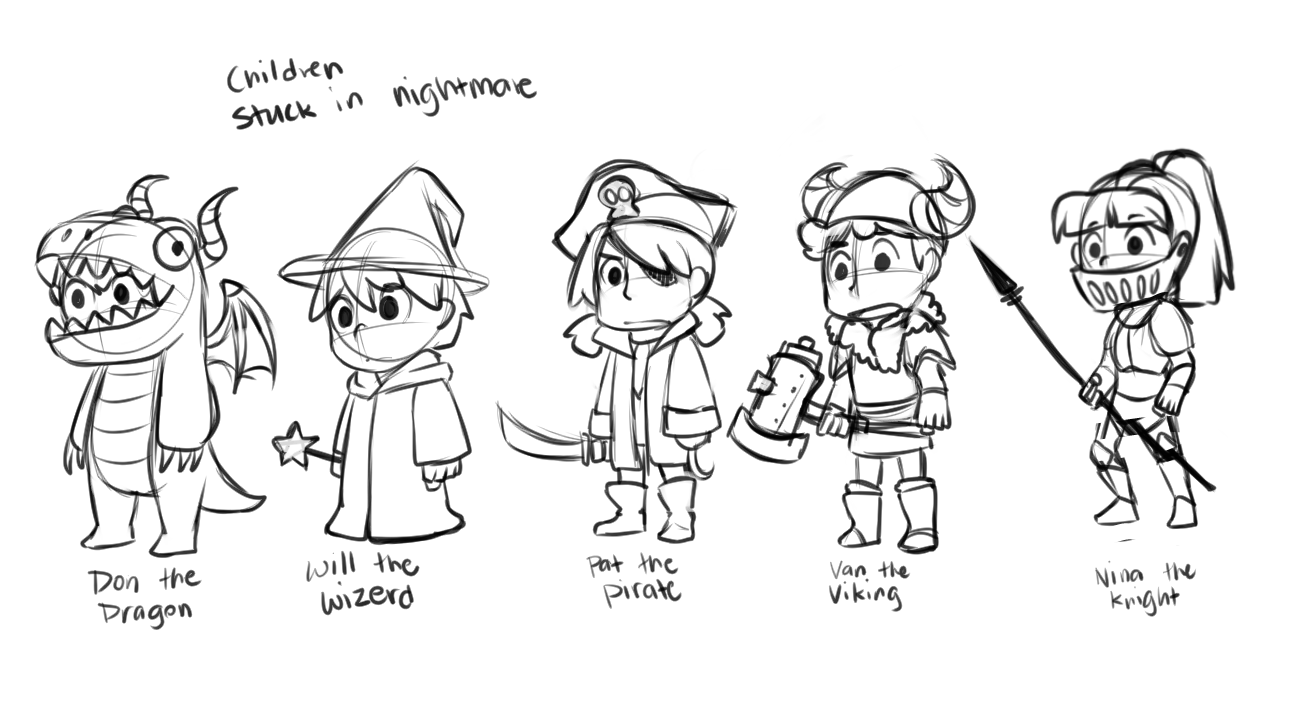 Children
stuck in nightmare
Don the
Dragon
Will the
Wizerd
Pat the
pirate
Van the
Viking
Nina the
knight